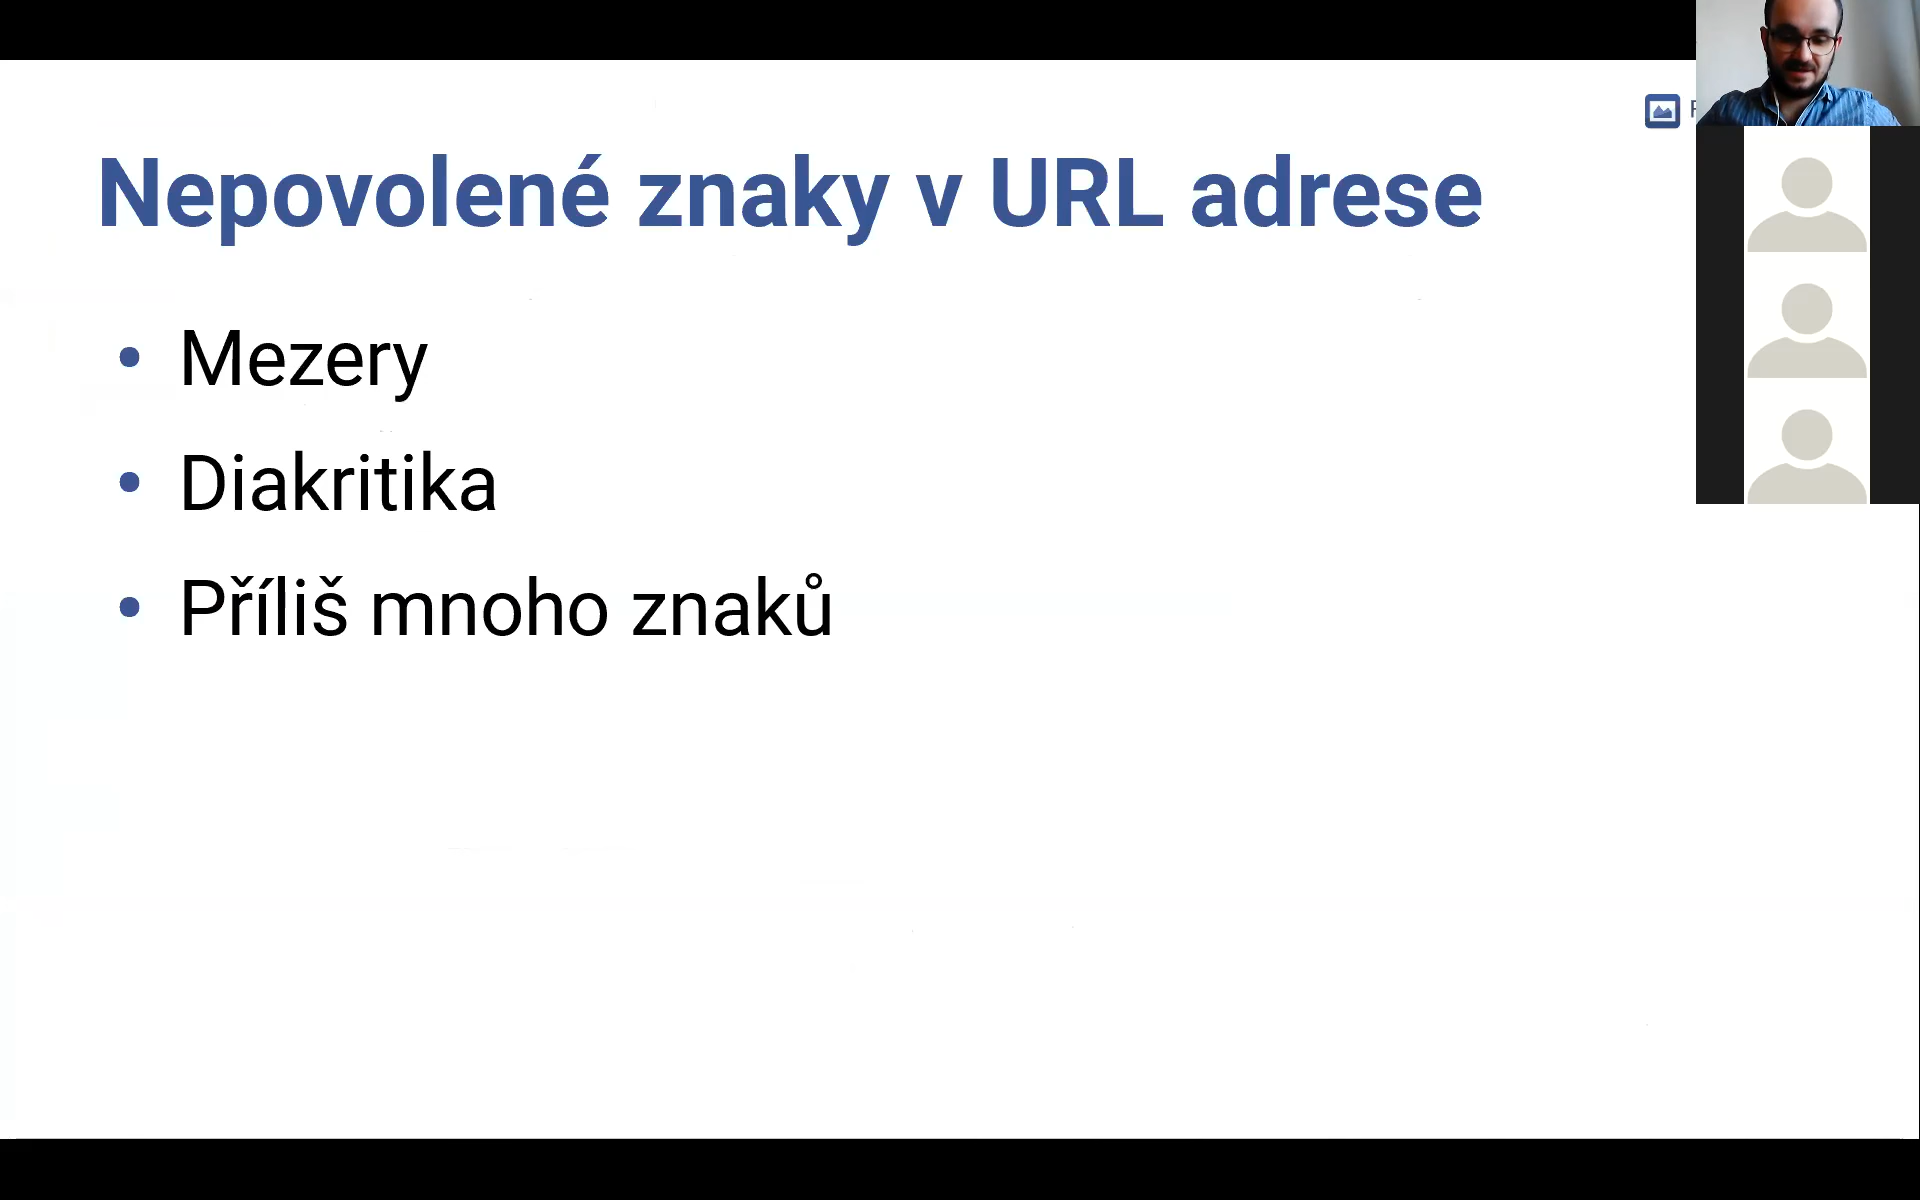 Nepovolené znaky v URL adrese
• Mezery
• Diakritika
• Příliš mnoho znaků